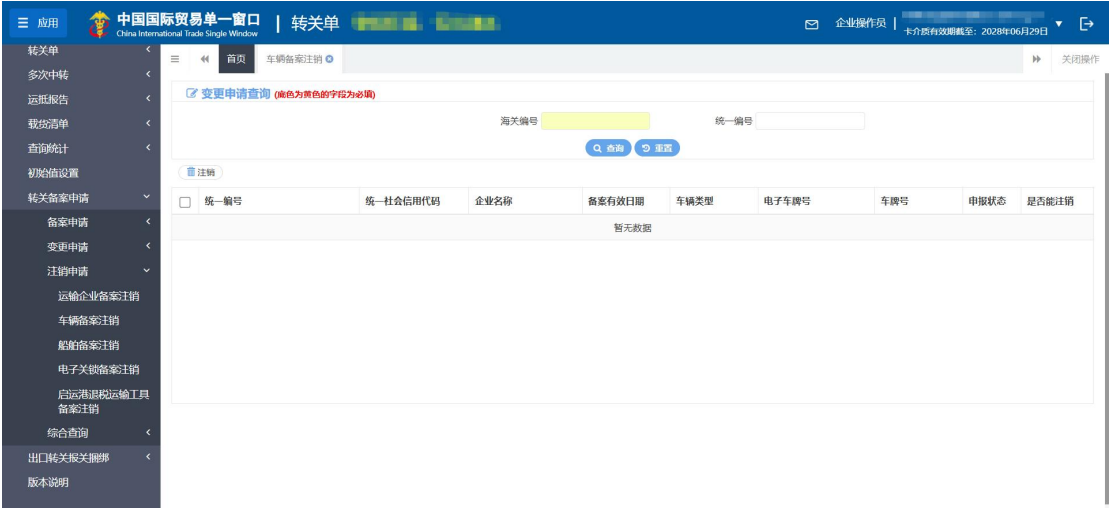 应用
中国国际贸易单一窗口
China International Trade Single Window
转关单
企业操作员
卡介质有效期截至：2028年06月29日
转关单
多次中转
运抵报告
载货清单
查询统计
初始值设置
转关备案申请
备案申请
变更申请
注销申请
运输企业备案注销
车辆备案注销
船舶备案注销
电子关锁备案注销
启运港退税运输工具
备案注销
综合查询
出口转关报关捆绑
版本说明
首页
车辆备案注销
关闭操作
变更申请查询 (底色为黄色的字段为必填)
海关编号
统一编号
查询
重置
注销
统一编号 统一社会信用代码 企业名称 备案有效日期 车辆类型 电子车牌号 车牌号 申报状态 是否能注销
暂无数据